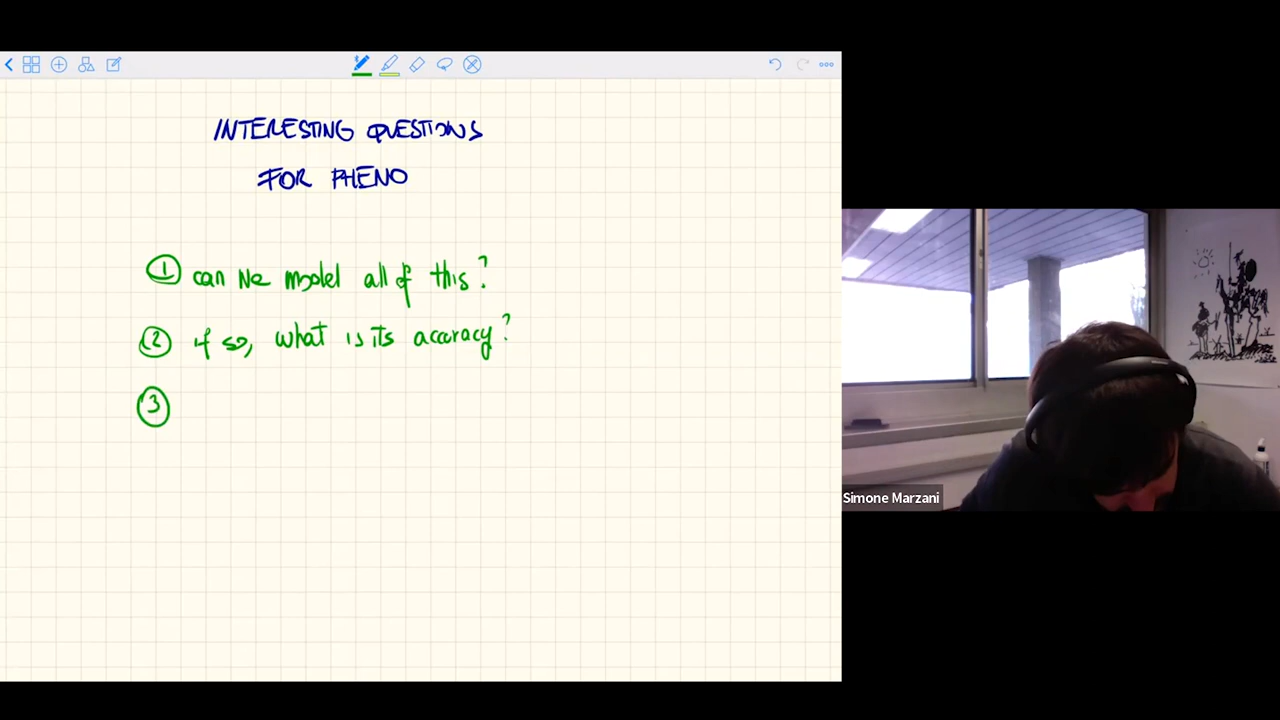 INTERESTING QUESTIONS
FOR PHENO
1 can we model all of this?
2 if so, what is its accuracy?
3
Simone Marzani